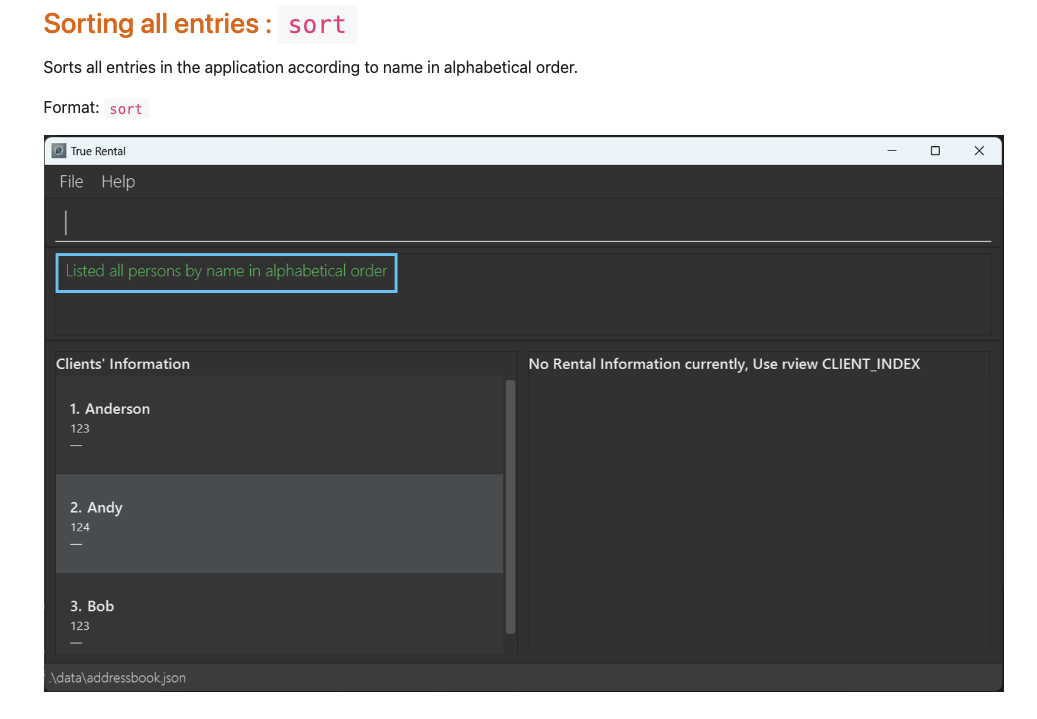 Sorting all entries : sort
Sorts all entries in the application according to name in alphabetical order.
Format: sort
True Rental
File Help
Listed all persons by name in alphabetical order
Clients' Information
No Rental Information currently, Use rview CLIENT_INDEX
1. Anderson
123
—
2. Andy
124
—
3. Bob
123
—
.\data\addressbook.json